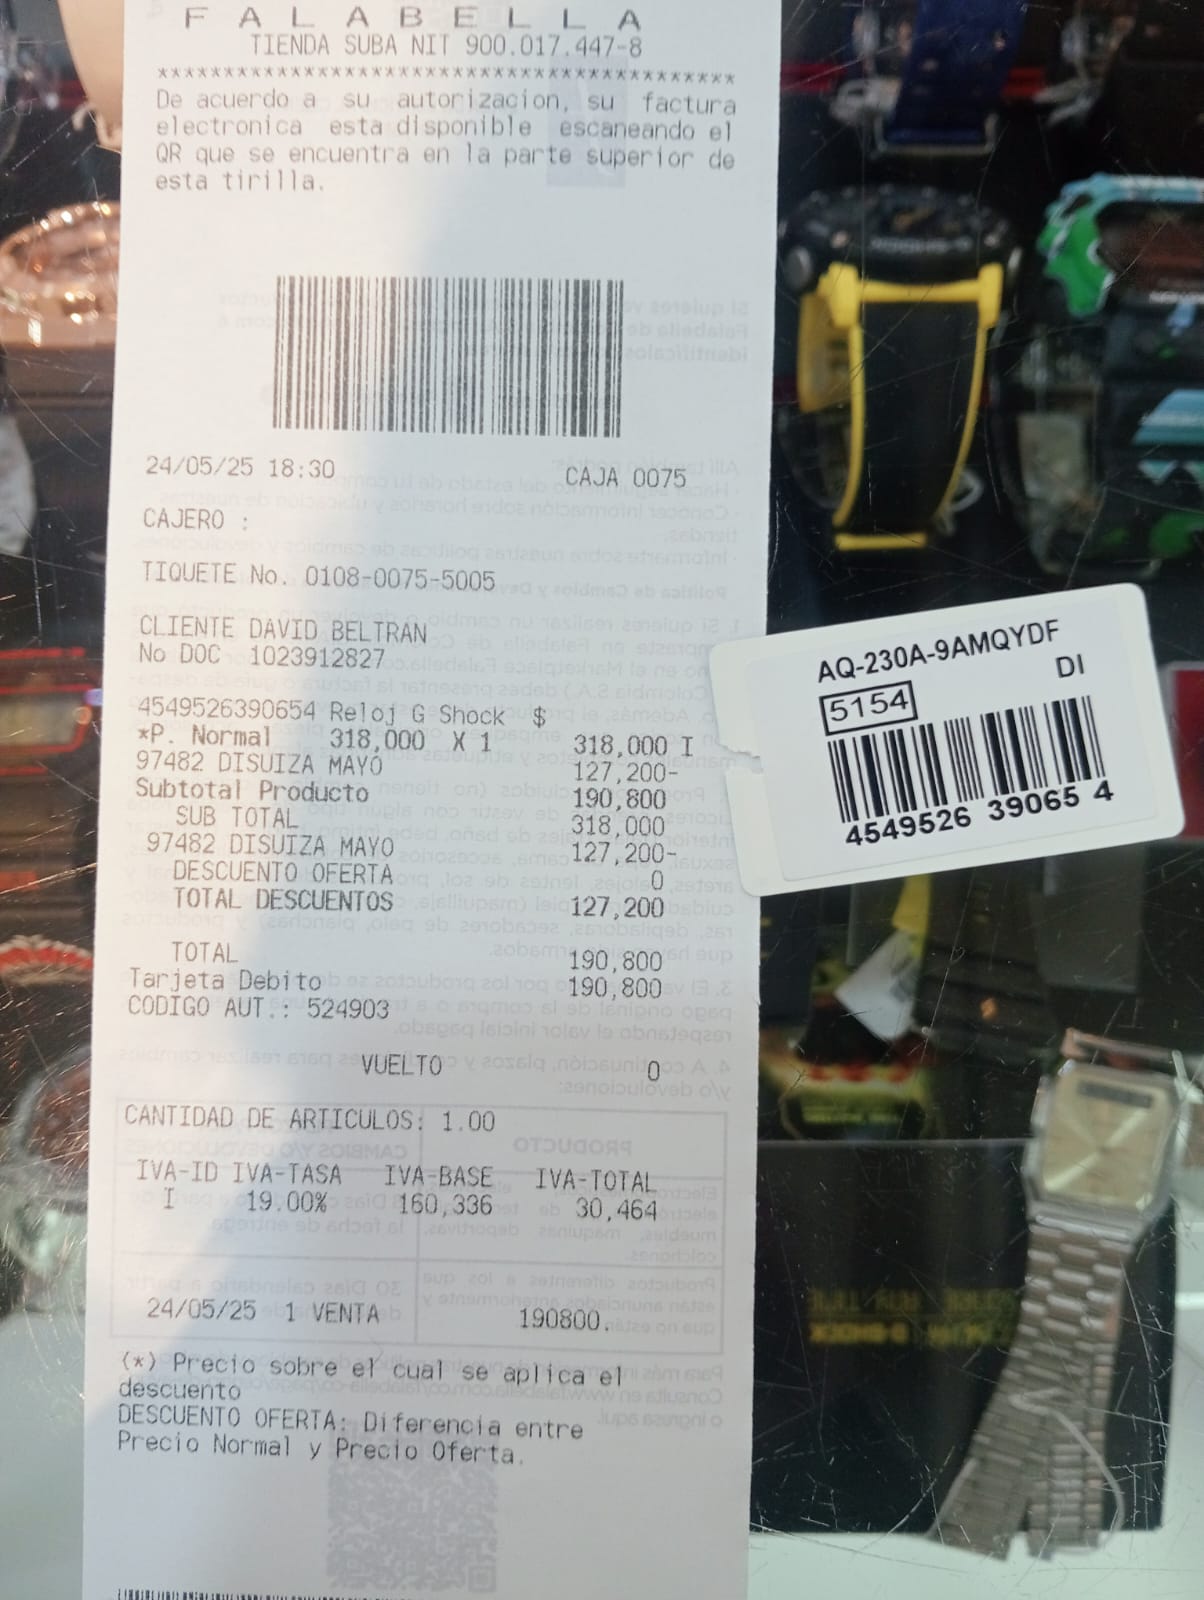 F A L A B E L L A
TIENDA SUBA NIT 900.017.447-8
********************************************
De acuerdo a su autorizacion, su factura
electronica esta disponible escaneando el
QR que se encuentra en la parte superior de
esta tirilla.
24/05/25 18:30 CAJA 0075
CAJERO :
TIQUETE No. 0108-0075-5005
CLIENTE DAVID BELTRAN
No DOC 1023912827
4549526390654 Reloj G Shock $
*P. Normal 318,000 X 1 318,000 I
97482 DISUIZA MAYO 127,200-
Subtotal Producto 190,800
SUB TOTAL 318,000
97482 DISUIZA MAYO 127,200-
DESCUENTO OFERTA 0
TOTAL DESCUENTOS 127,200
TOTAL 190,800
Tarjeta Debito 190,800
CODIGO AUT.: 524903
VUELTO 0
CANTIDAD DE ARTICULOS: 1.00
IVA-ID IVA-TASA IVA-BASE IVA-TOTAL
I 19.00% 160,336 30,464
24/05/25 1 VENTA 190800.
(*) Precio sobre el cual se aplica el
descuento
DESCUENTO OFERTA: Diferencia entre
Precio Normal y Precio Oferta.
AQ-230A-9AMQYDF
DI
5154
4549526 39065 4